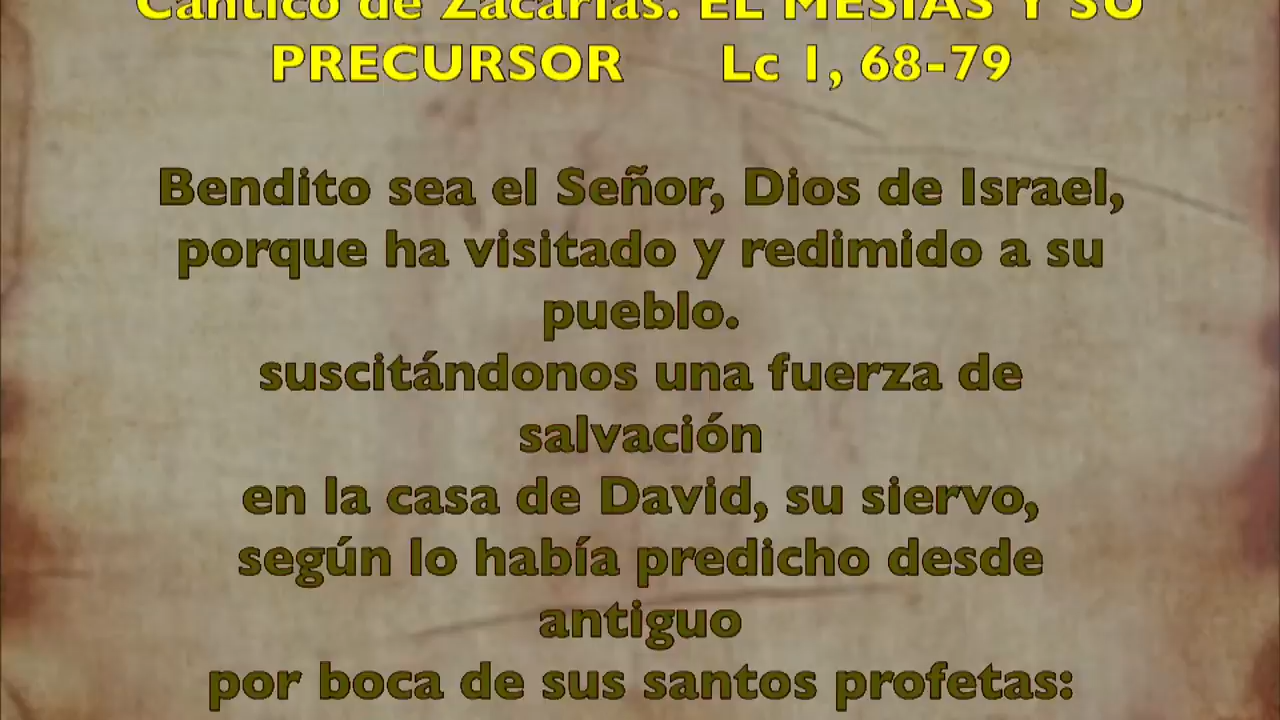 Cántico de Zacarías. EL MESÍAS Y SU
PRECURSOR Lc 1, 68-79
Bendito sea el Señor, Dios de Israel,
porque ha visitado y redimido a su
pueblo.
suscitándonos una fuerza de
salvación
en la casa de David, su siervo,
según lo había predicho desde
antiguo
por boca de sus santos profetas: